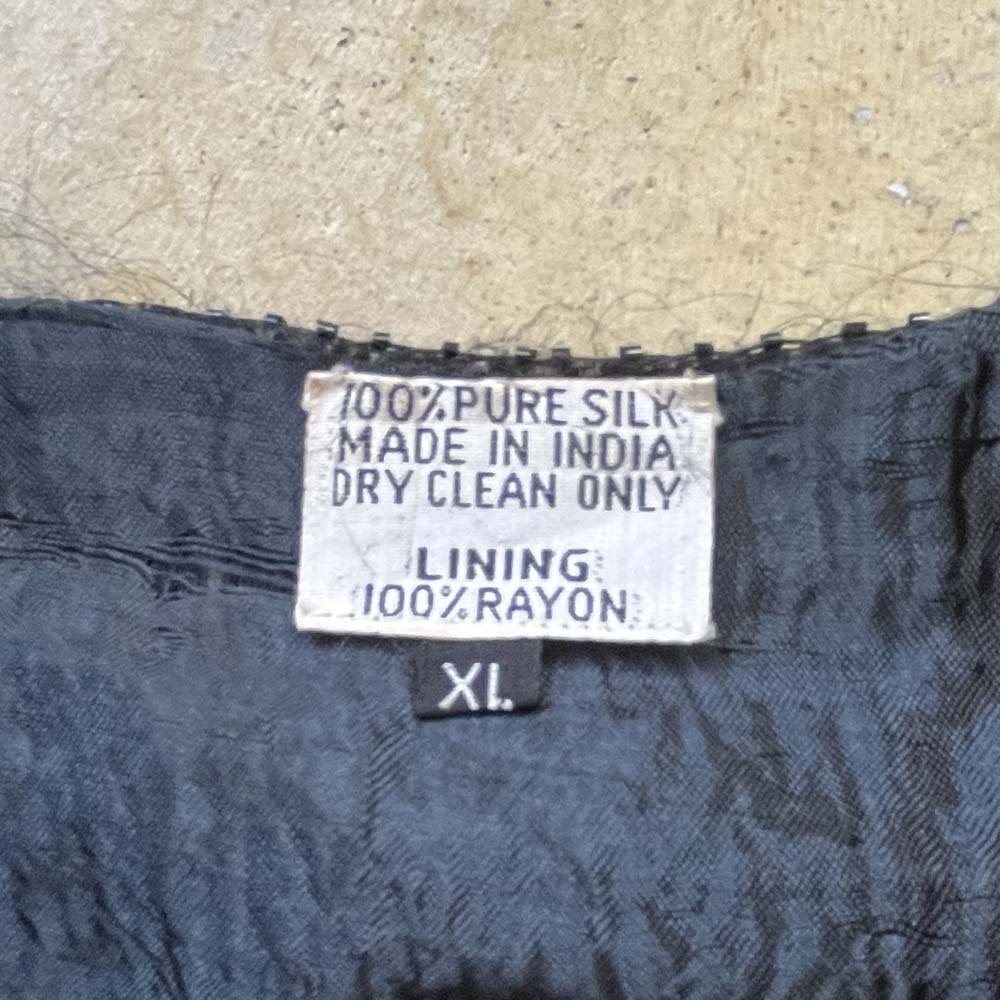 100% PURE SILK
MADE IN INDIA
DRY CLEAN ONLY
LINING
100% RAYON
XL